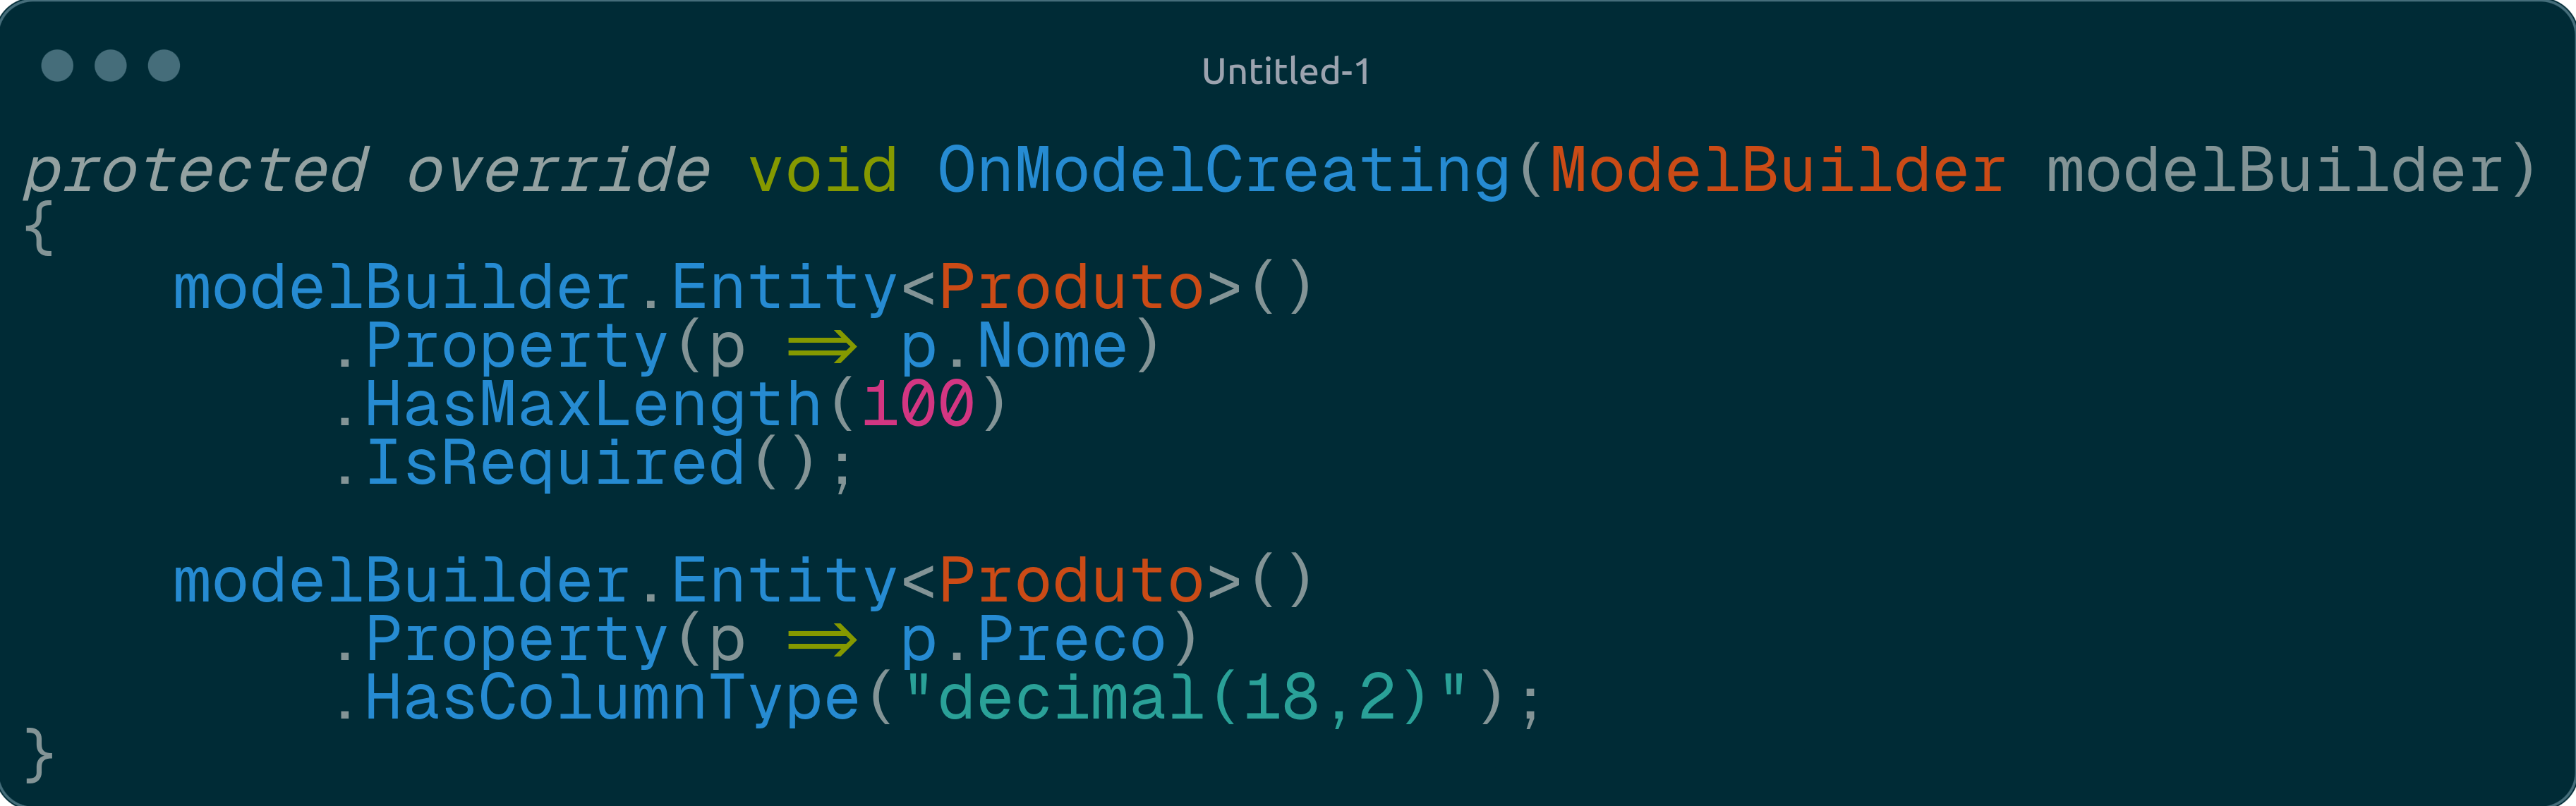 Untitled-1
protected override void OnModelCreating(ModelBuilder modelBuilder)
{
    modelBuilder.Entity<Produto>()
        .Property(p => p.Nome)
        .HasMaxLength(100)
        .IsRequired();

    modelBuilder.Entity<Produto>()
        .Property(p => p.Preco)
        .HasColumnType("decimal(18,2)");
}